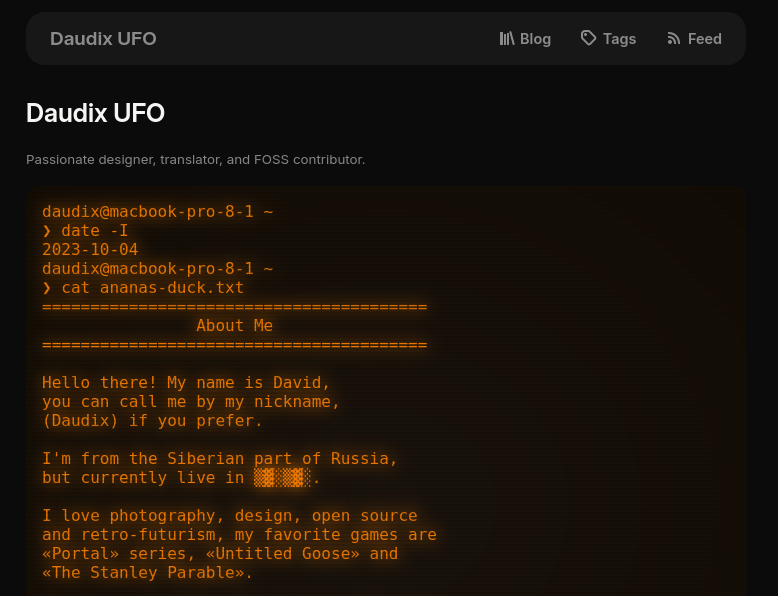 Daudix UFO
Blog
Tags
Feed
Daudix UFO
Passionate designer, translator, and FOSS contributor.
daudix@macbook-pro-8-1 ~
❯ date -I
2023-10-04
daudix@macbook-pro-8-1 ~
❯ cat ananas-duck.txt
========================================
About Me
========================================
Hello there! My name is David,
you can call me by my nickname,
(Daudix) if you prefer.
I'm from the Siberian part of Russia,
but currently live in ▒▓░▒▓░.
I love photography, design, open source
and retro-futurism, my favorite games are
«Portal» series, «Untitled Goose» and
«The Stanley Parable».